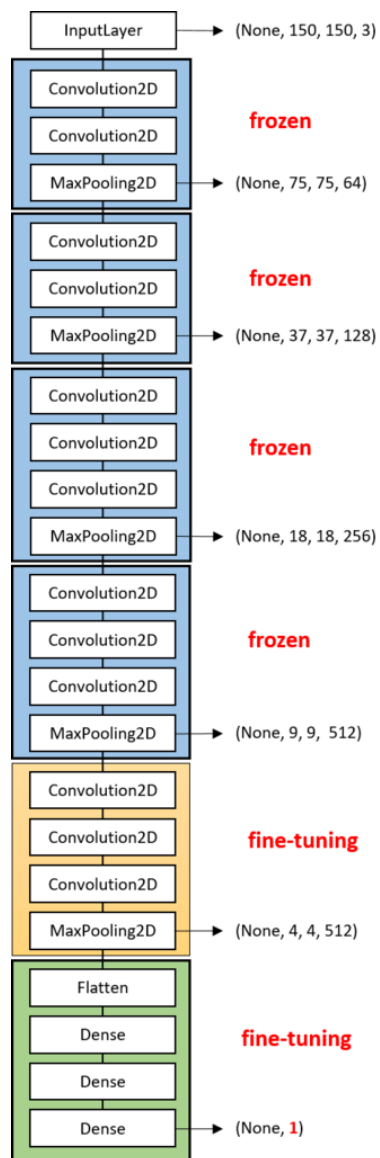 InputLayer (None, 150, 150, 3)
Convolution2D
Convolution2D
frozen
MaxPooling2D (None, 75, 75, 64)
Convolution2D
Convolution2D
frozen
MaxPooling2D (None, 37, 37, 128)
Convolution2D
Convolution2D
frozen
Convolution2D
MaxPooling2D (None, 18, 18, 256)
Convolution2D
Convolution2D
frozen
Convolution2D
MaxPooling2D (None, 9, 9, 512)
Convolution2D
Convolution2D
fine-tuning
Convolution2D
MaxPooling2D (None, 4, 4, 512)
Flatten
Dense
fine-tuning
Dense
Dense (None, 1)